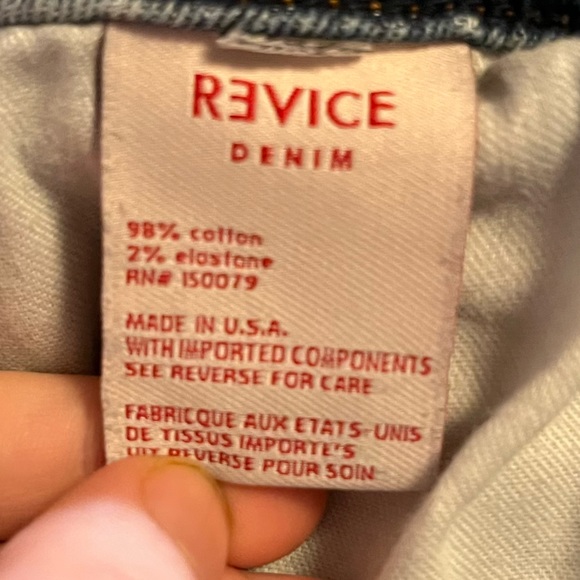 RƎVICE
DENIM
98% cotton
2% elastane
RN# 150079
MADE IN U.S.A.
WITH IMPORTED COMPONENTS
SEE REVERSE FOR CARE
FABRICQUE AUX ETATS-UNIS
DE TISSUS IMPORTE'S
REVERSE POUR SOIN